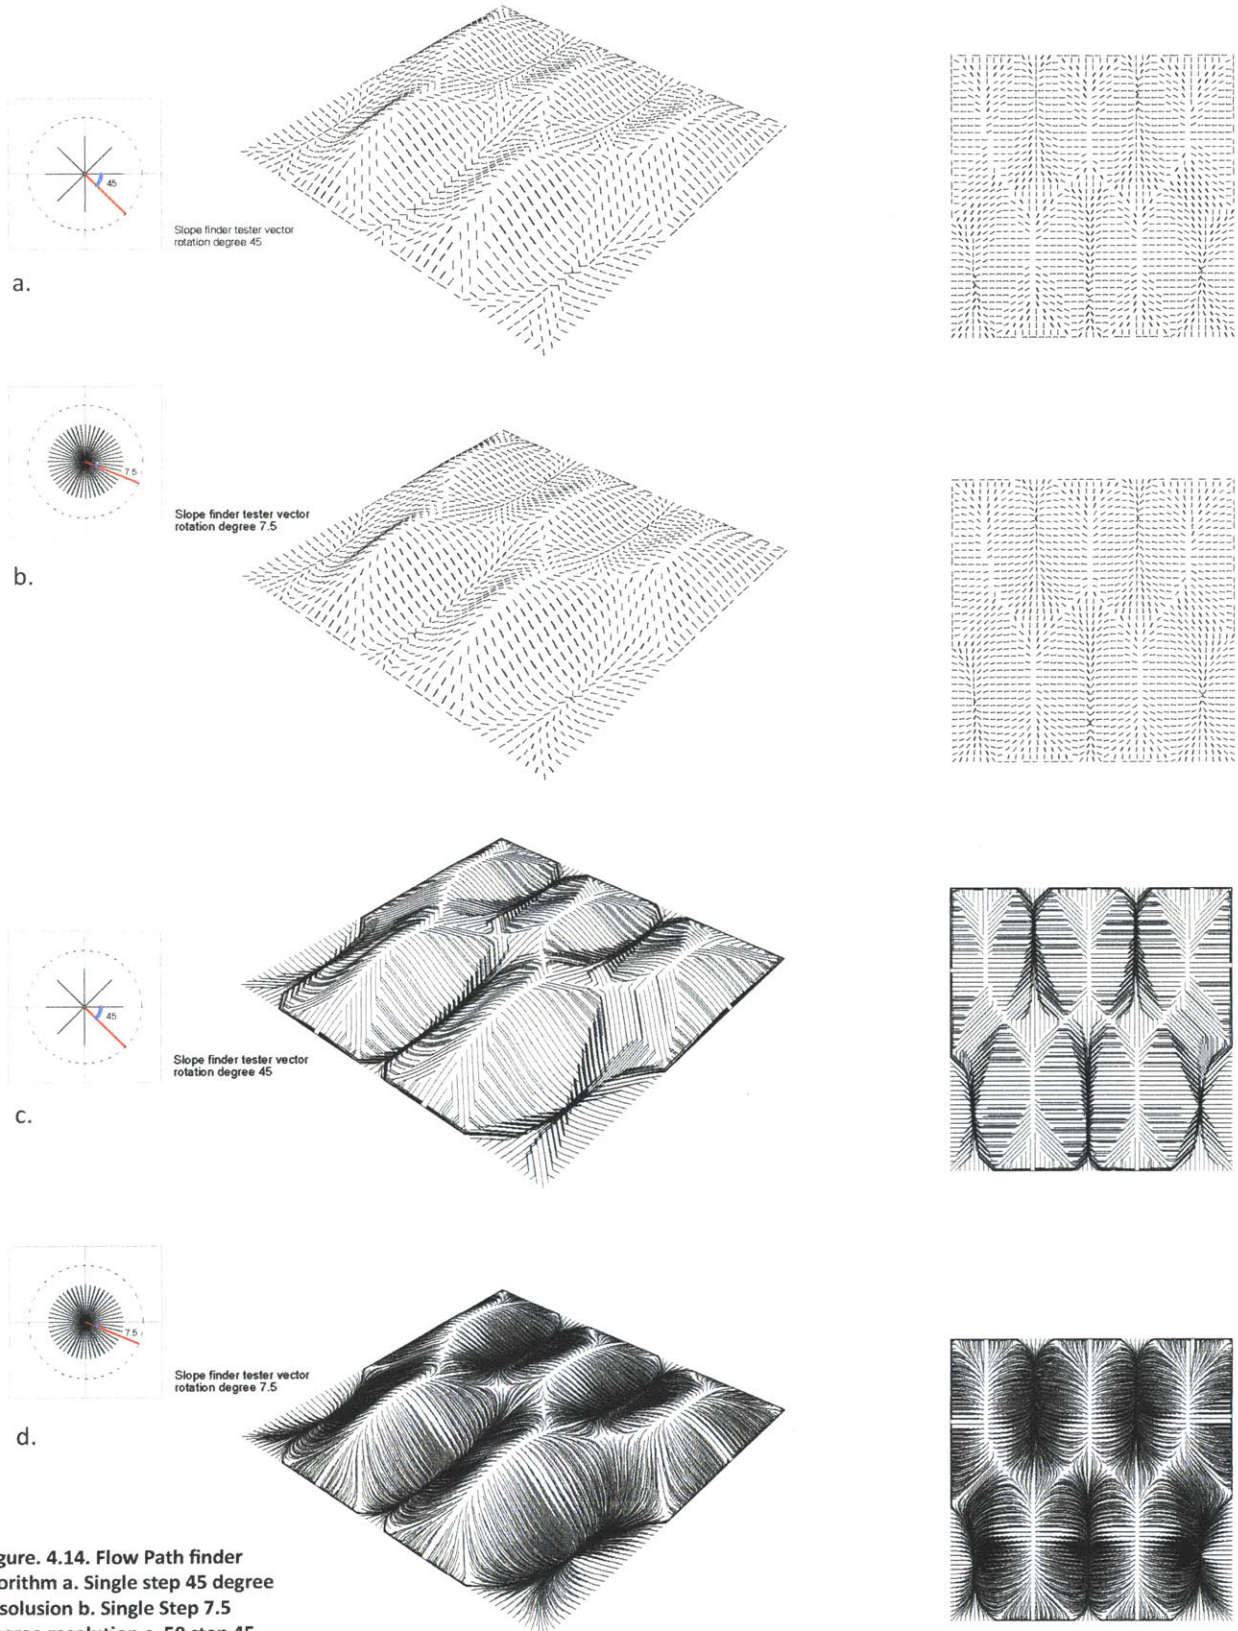 45
Slope finder tester vector
rotation degree 45
a.
7.5
Slope finder tester vector
rotation degree 7.5
b.
45
Slope finder tester vector
rotation degree 45
c.
7.5
Slope finder tester vector
rotation degree 7.5
d.
gure. 4.14. Flow Path finder
orithm a. Single step 45 degree
solusion b. Single Step 7.5